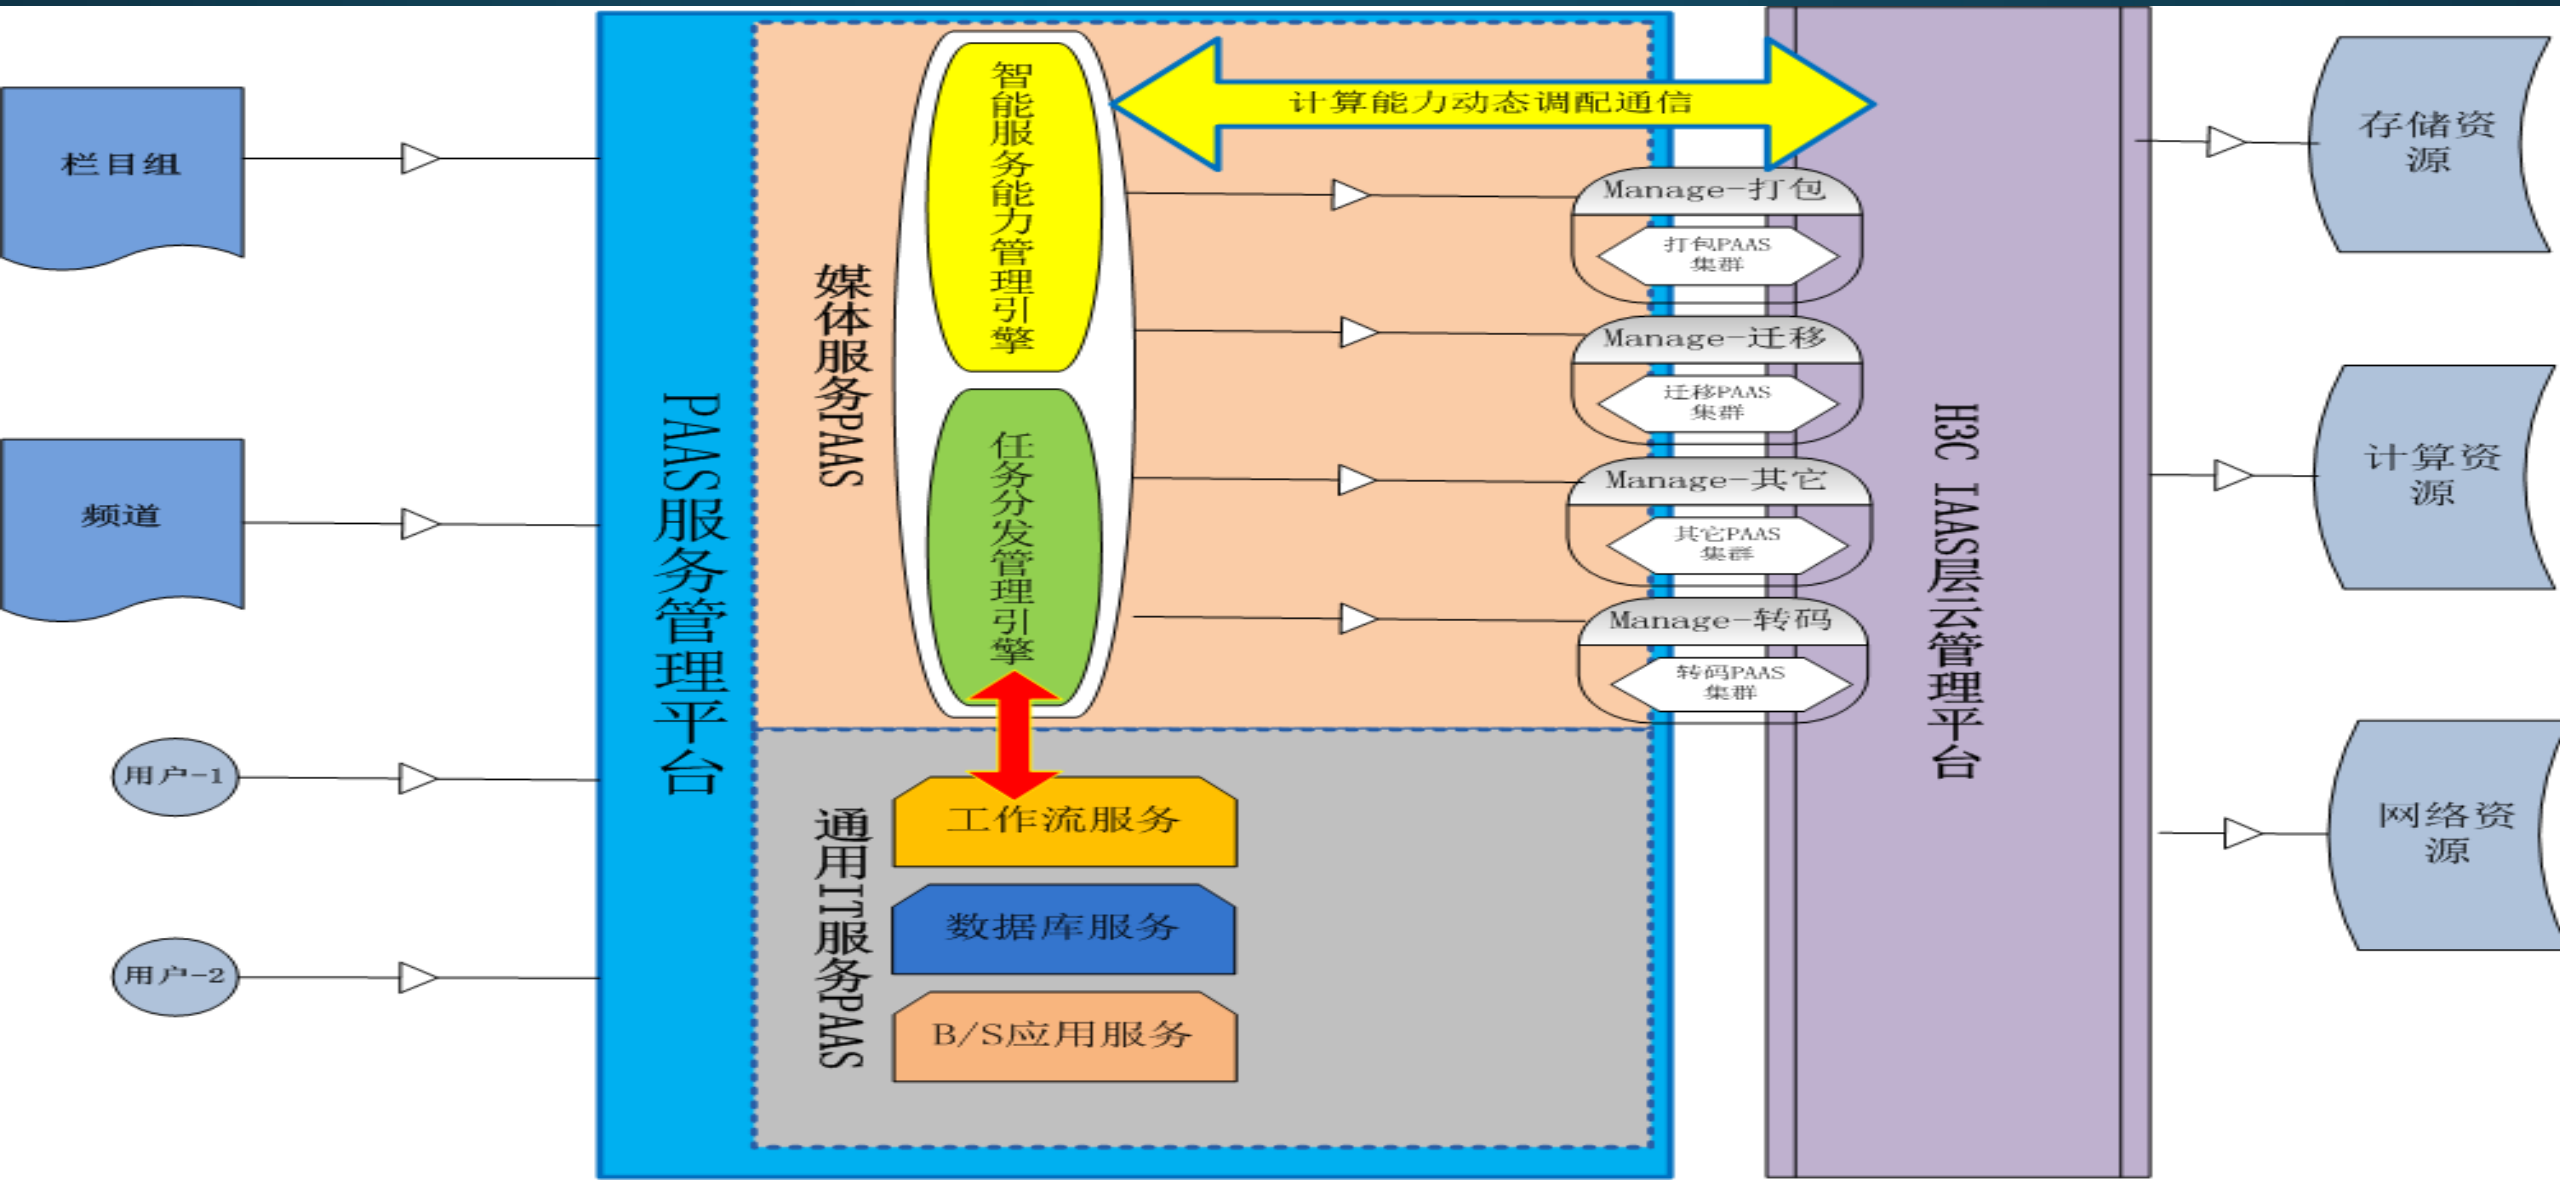 栏目组
频道
用户-1
用户-2
PAAS服务管理平台
媒体服务PAAS
智能服务能力管理引擎
任务分发管理引擎
计算能力动态调配通信
Manage-打包
打包PAAS
集群
Manage-迁移
迁移PAAS
集群
Manage-其它
其它PAAS
集群
Manage-转码
转码PAAS
集群
通用IT服务PAAS
工作流服务
数据库服务
B/S应用服务
H3C IAAS层云管理平台
存储资
源
计算资
源
网络资
源